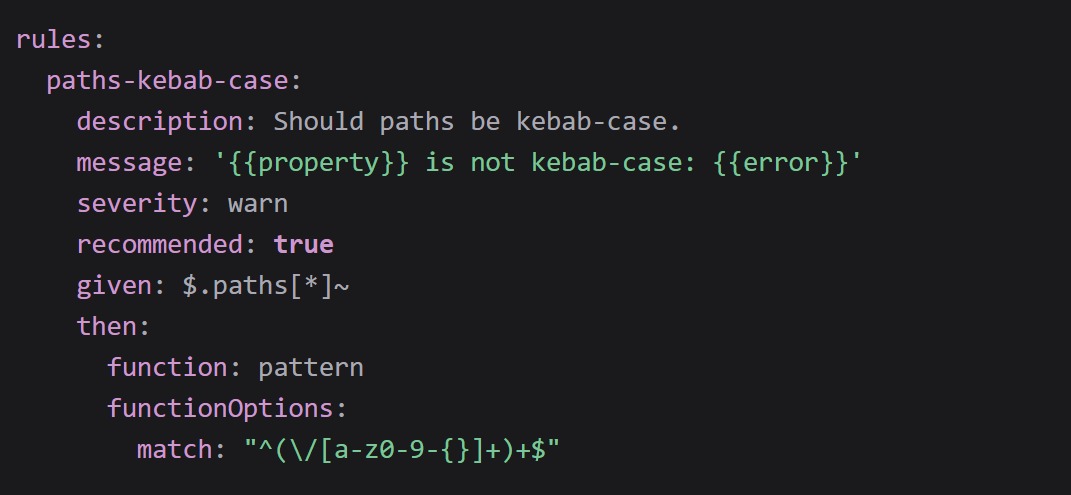 rules:
  paths-kebab-case:
    description: Should paths be kebab-case.
    message: '{{property}} is not kebab-case: {{error}}'
    severity: warn
    recommended: true
    given: $.paths[*]~
    then:
      function: pattern
      functionOptions:
        match: "^(\/[a-z0-9-{}]+)+$"